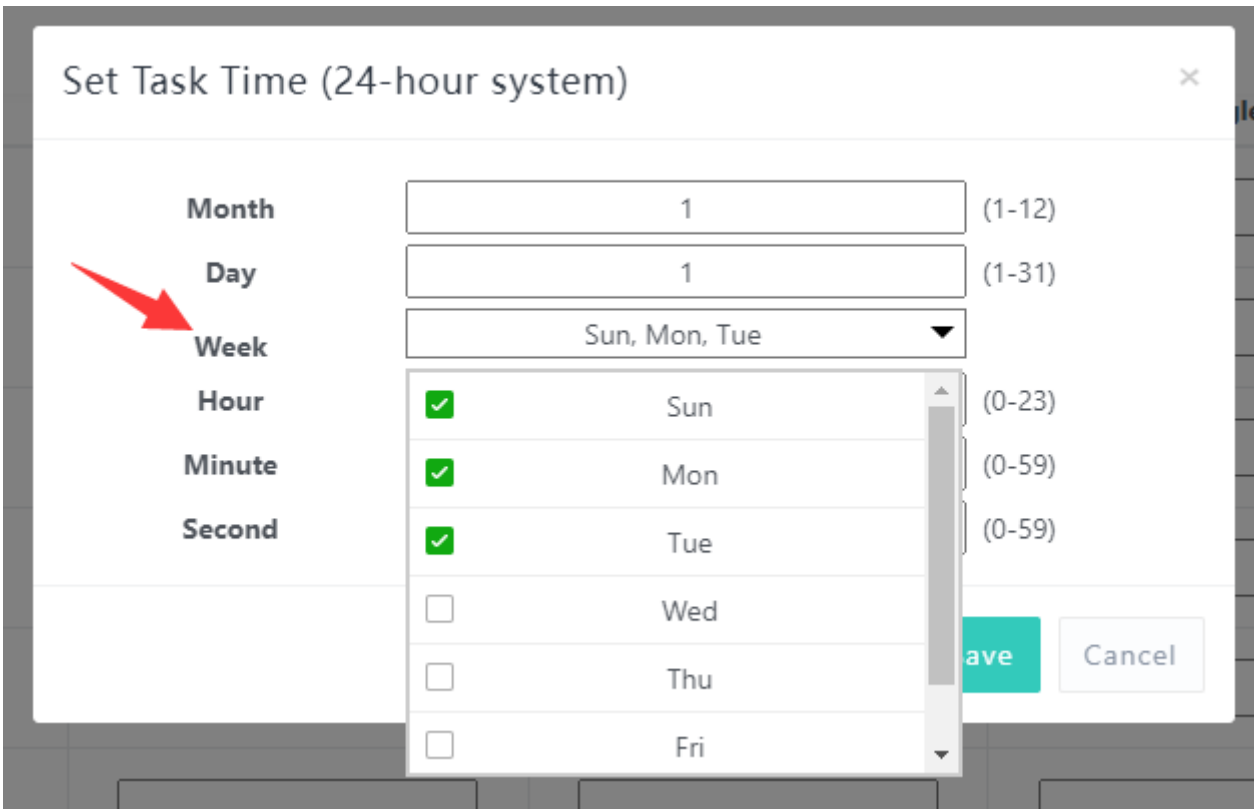 Set Task Time (24-hour system) ×
Month 1 (1-12)
Day 1 (1-31)
Week Sun, Mon, Tue
Hour Sun (0-23)
Minute Mon (0-59)
Second Tue (0-59)
Wed
Thu
Cancel
Fri